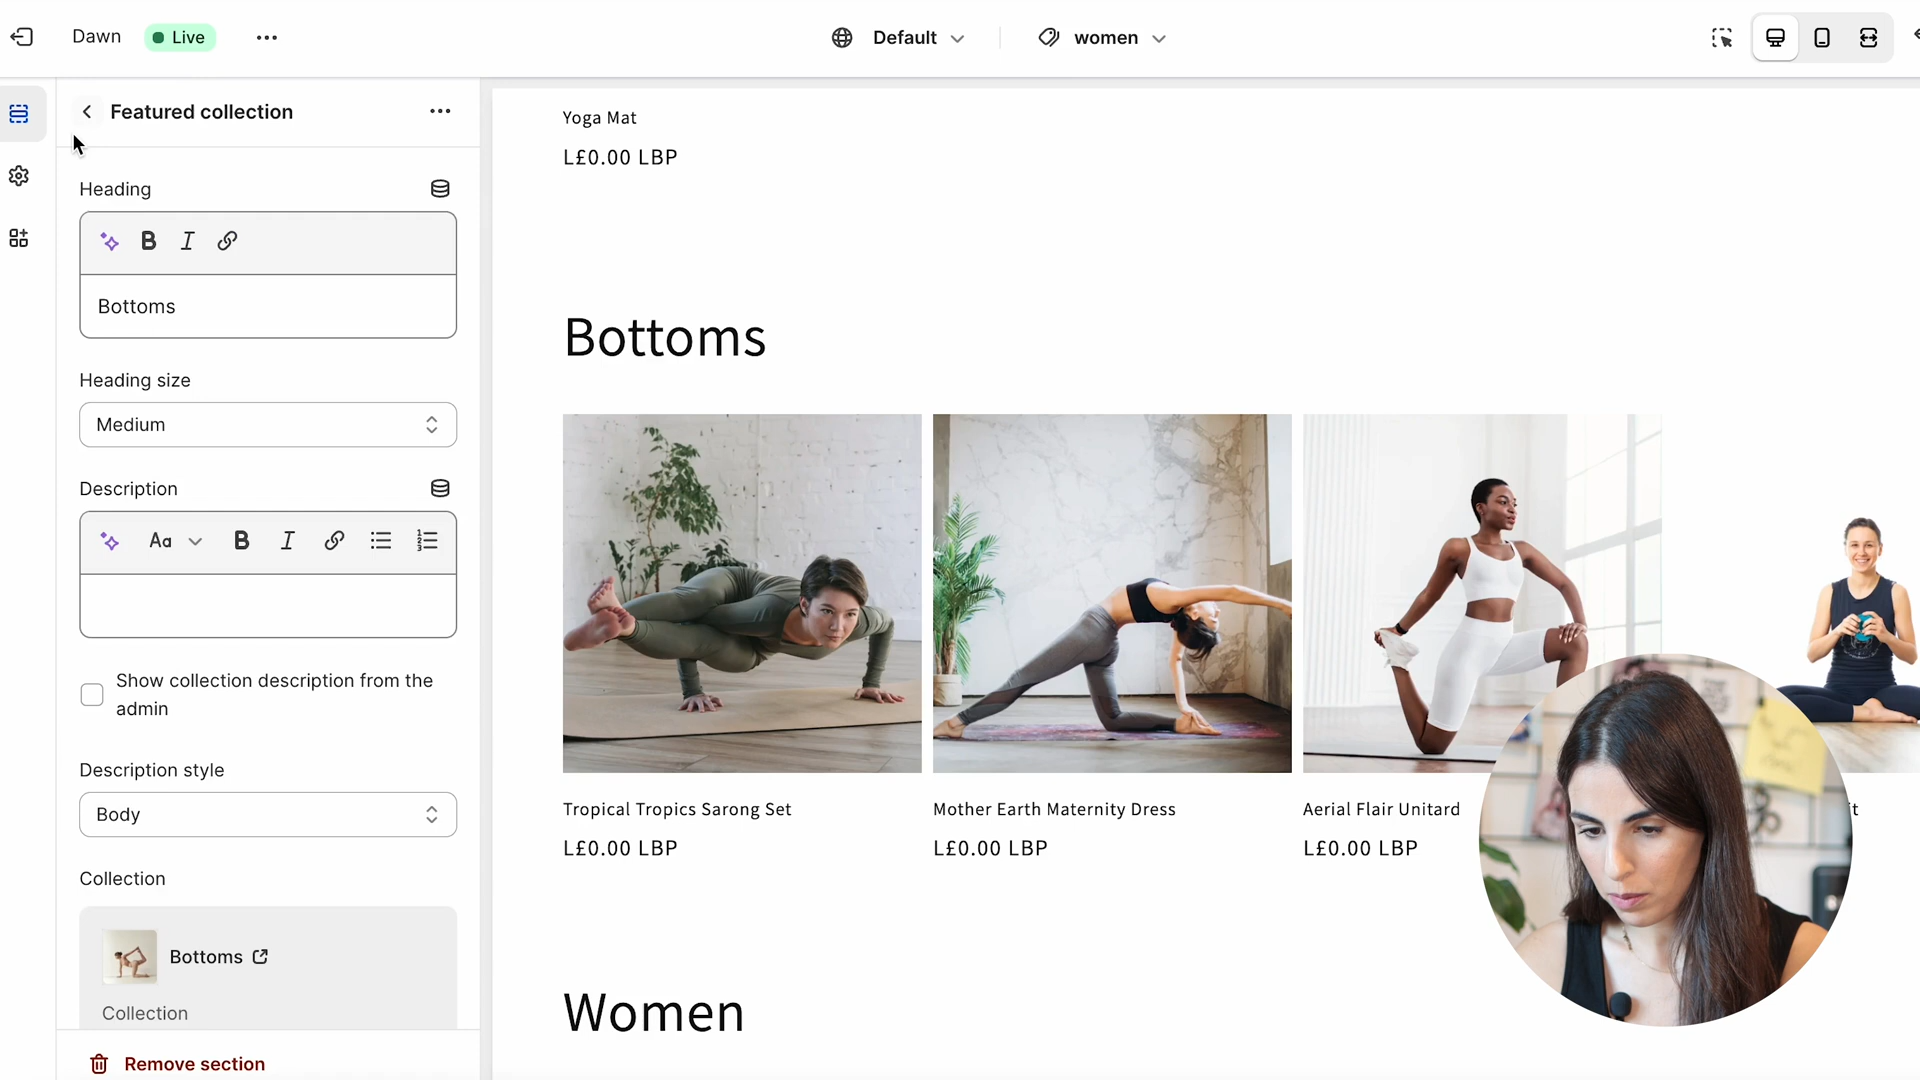 Dawn
Live
Default
women
Featured collection
Heading
B I
Bottoms
Heading size
Medium
Description
Aa B I
Show collection description from the
admin
Description style
Body
Collection
Bottoms
Collection
Remove section
Yoga Mat
L£0.00 LBP
Bottoms
Tropical Tropics Sarong Set
L£0.00 LBP
Mother Earth Maternity Dress
L£0.00 LBP
Aerial Flair Unitard
L£0.00 LBP
Women